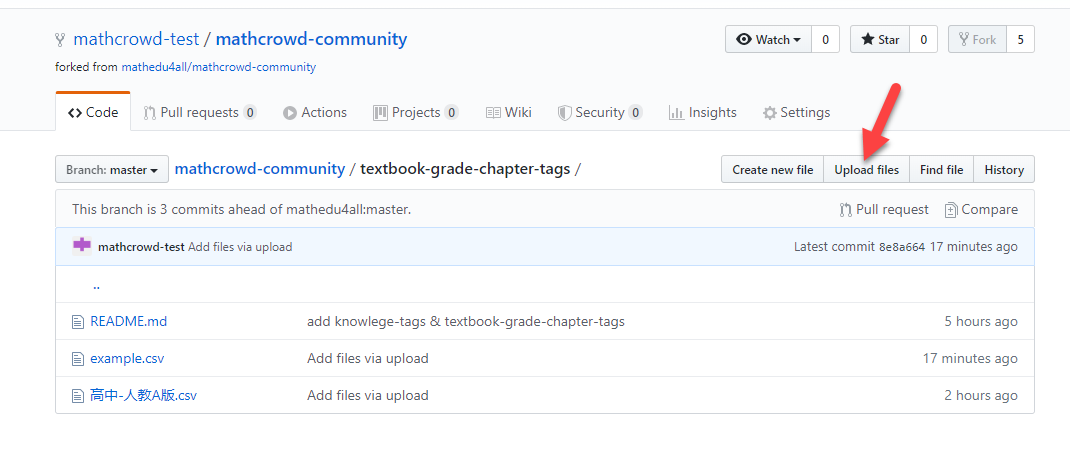 mathcrowd-test / mathcrowd-community Watch 0 Star 0 Fork 5
forked from mathedu4all/mathcrowd-community
Code Pull requests 0 Actions Projects 0 Wiki Security 0 Insights Settings
Branch: master mathcrowd-community / textbook-grade-chapter-tags / Create new file Upload files Find file History
This branch is 3 commits ahead of mathedu4all:master. Pull request Compare
mathcrowd-test Add files via upload Latest commit 8e8a664 17 minutes ago
..
README.md add knowlege-tags & textbook-grade-chapter-tags 5 hours ago
example.csv Add files via upload 17 minutes ago
高中-人教A版.csv Add files via upload 2 hours ago